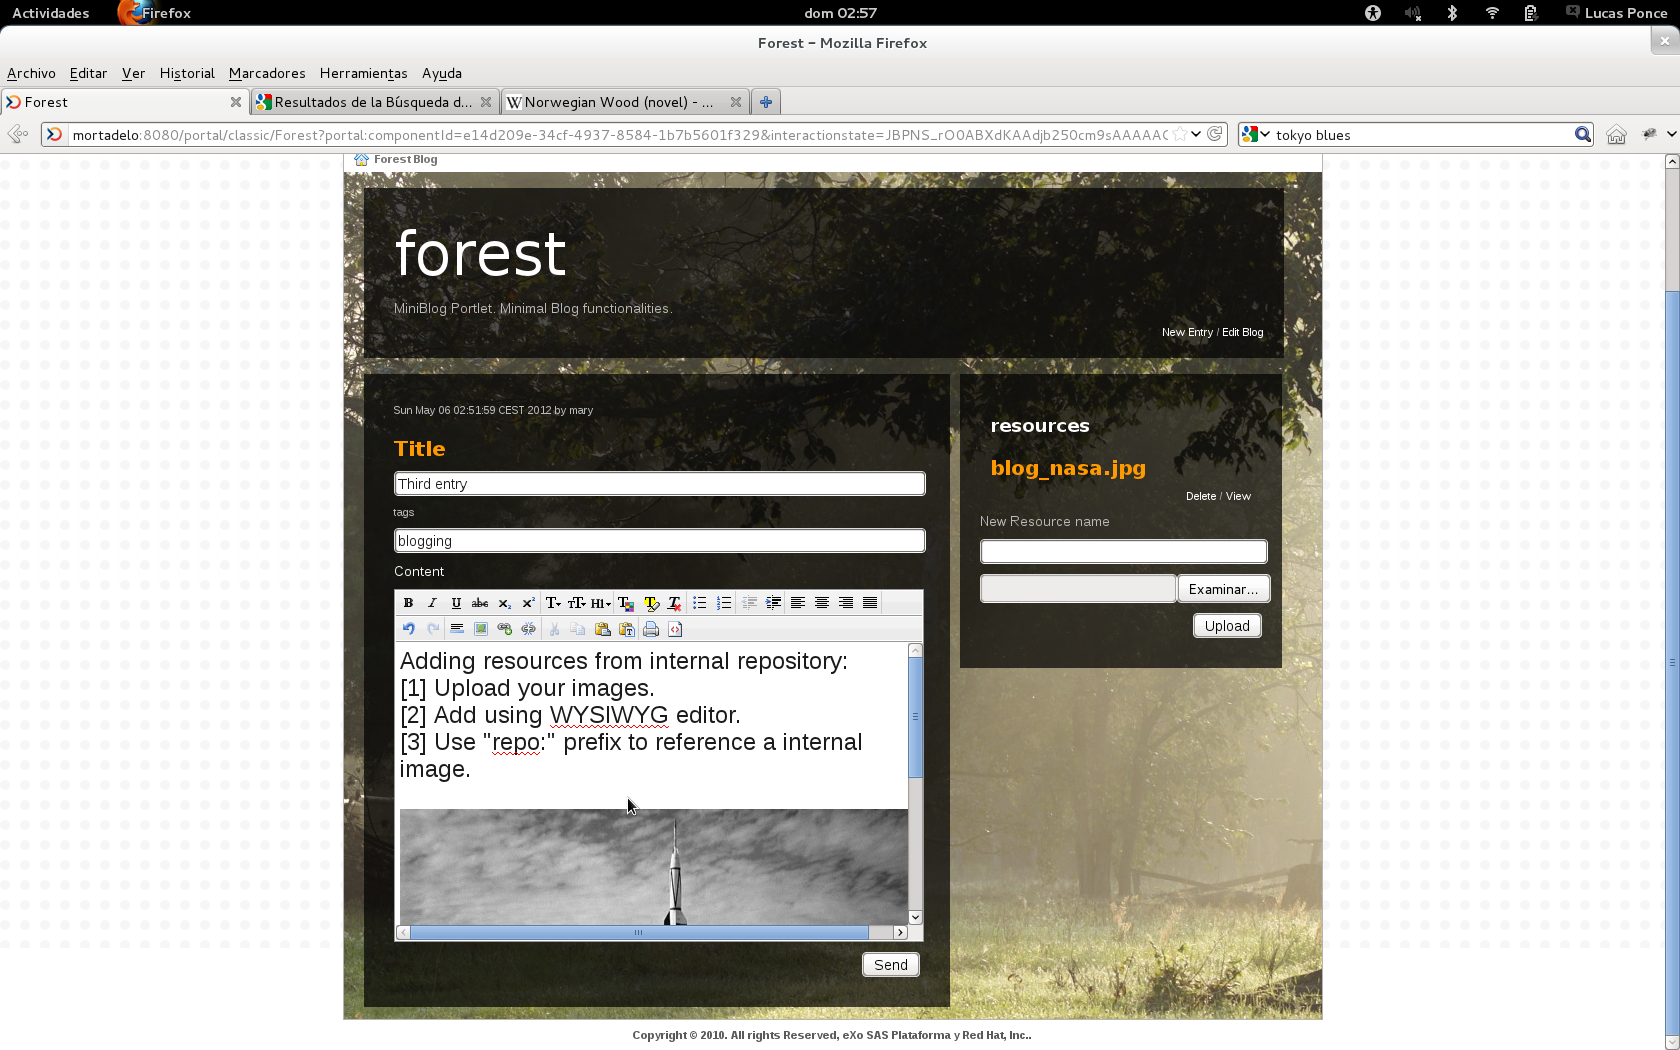 Actividades Firefox dom 02:57 Lucas Ponce
Forest - Mozilla Firefox
Archivo Editar Ver Historial Marcadores Herramientas Ayuda
Forest Resultados de la Búsqueda d... Norwegian Wood (novel) - ...
mortadelo:8080/portal/classic/Forest?portal:componentId=e14d209e-34cf-4937-8584-1b7b5601f329&interactionstate=JBPNS_rO0ABXdKAAdjb250cm9sAAAAAC tokyo blues
Forest Blog
forest
MiniBlog Portlet. Minimal Blog functionalities.
New Entry / Edit Blog
Sun May 06 02:51:59 CEST 2012 by mary
Title
Third entry
tags
blogging
Content
B I U abc x₂ x² T T H1 T T T
Adding resources from internal repository:
[1] Upload your images.
[2] Add using WYSIWYG editor.
[3] Use "repo:" prefix to reference a internal
image.
Send
resources
blog_nasa.jpg
Delete / View
New Resource name
Examinar...
Upload
Copyright © 2010. All rights Reserved, eXo SAS Plataforma y Red Hat, Inc..